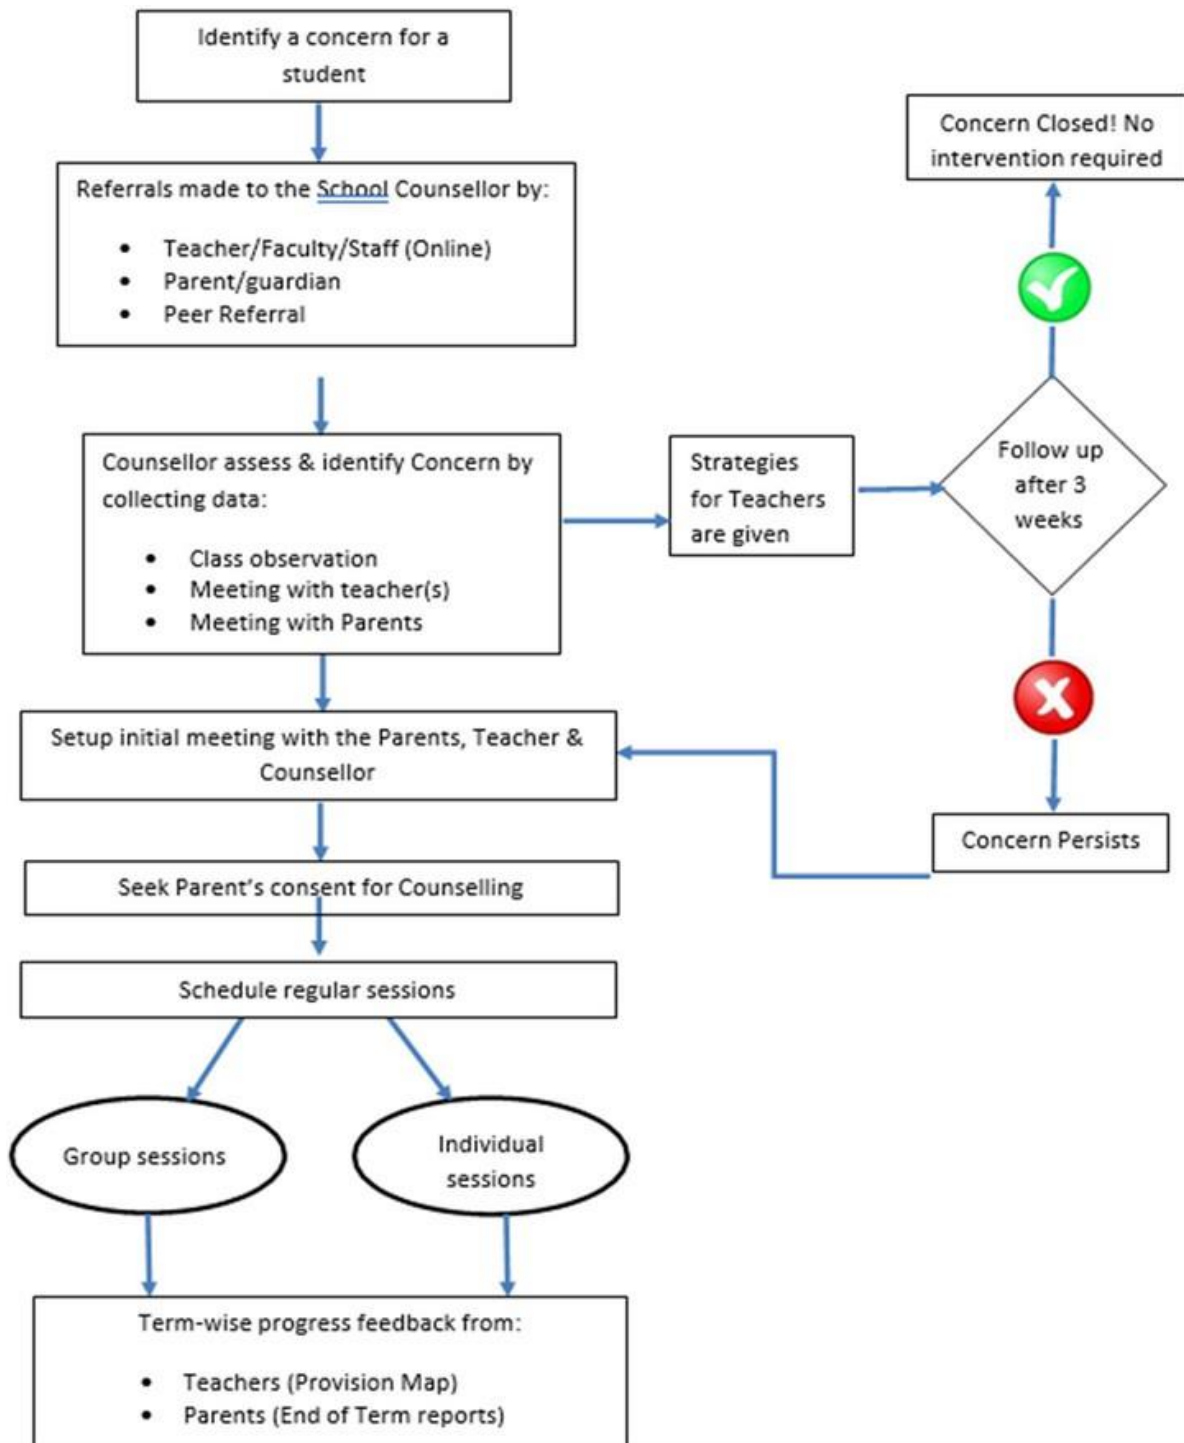 Identify a concern for a
student
Referrals made to the School Counsellor by:
• Teacher/Faculty/Staff (Online)
• Parent/guardian
• Peer Referral
Counsellor assess & identify Concern by
collecting data:
• Class observation
• Meeting with teacher(s)
• Meeting with Parents
Strategies
for Teachers
are given
Follow up
after 3
weeks
Concern Closed! No
intervention required
Concern Persists
Setup initial meeting with the Parents, Teacher &
Counsellor
Seek Parent's consent for Counselling
Schedule regular sessions
Group sessions
Individual
sessions
Term-wise progress feedback from:
• Teachers (Provision Map)
• Parents (End of Term reports)